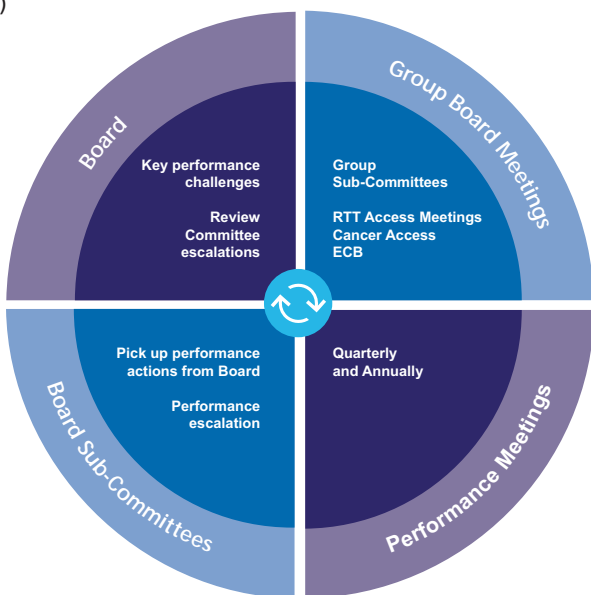 )
Board
Key performance
challenges
Review
Committee
escalations
Group Board Meetings
Group
Sub-Committees
RTT Access Meetings
Cancer Access
ECB
Board Sub-Committees
Pick up performance
actions from Board
Performance
escalation
Performance Meetings
Quarterly
and Annually